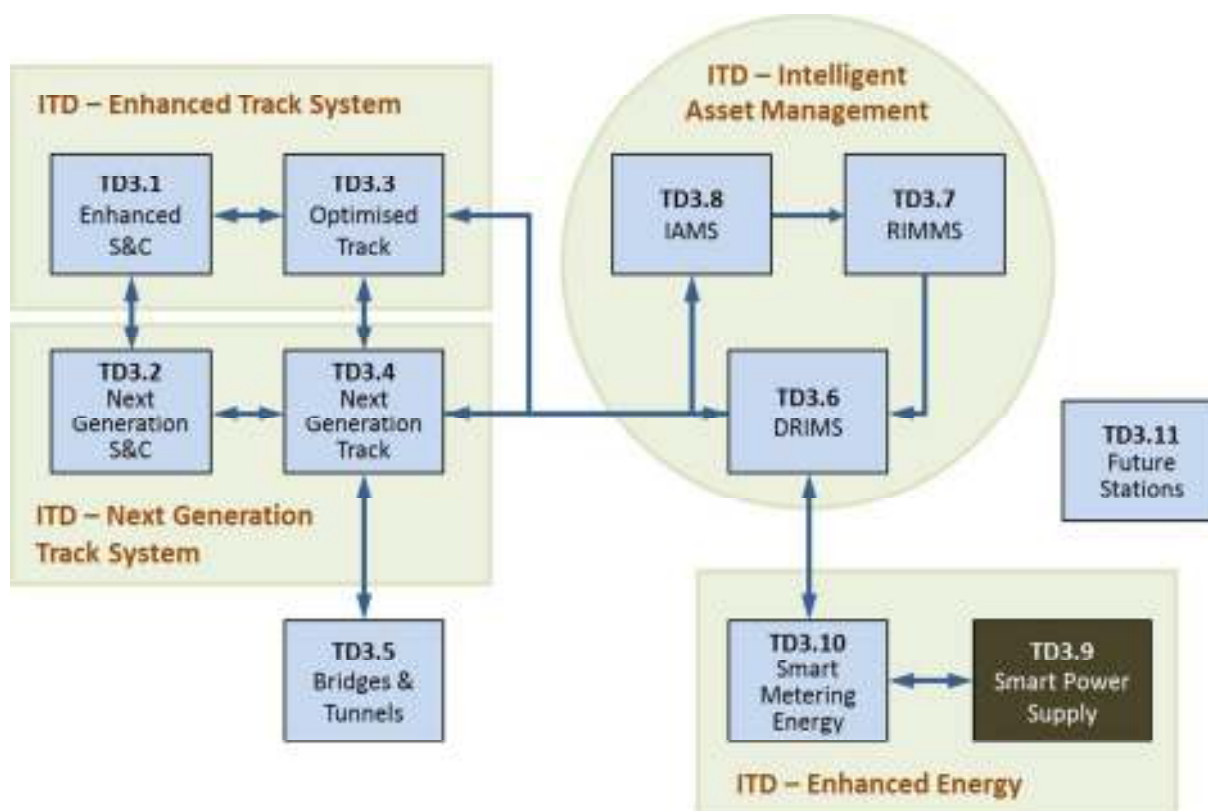 ITD – Enhanced Track System
TD3.1
Enhanced
S&C
TD3.3
Optimised
Track
TD3.2
Next
Generation
S&C
TD3.4
Next
Generation
Track
ITD – Next Generation
Track System
TD3.5
Bridges &
Tunnels
ITD – Intelligent
Asset Management
TD3.8
IAMS
TD3.7
RIMMS
TD3.6
DRIMS
TD3.11
Future
Stations
TD3.10
Smart
Metering
Energy
TD3.9
Smart Power
Supply
ITD – Enhanced Energy